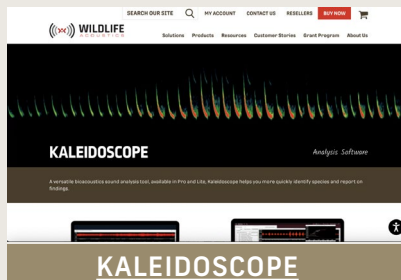 SEARCH OUR SITE MY ACCOUNT CONTACT US RESELLERS BUY NOW
WILDLIFE
ACOUSTICS
Solutions Products Resources Customer Stories Grant Program About Us
KALEIDOSCOPE
Analysis Software
A versatile bioacoustics sound analysis tool, available in Pro and Lite, Kaleidoscope helps you more quickly identify species and report on
findings.
KALEIDOSCOPE